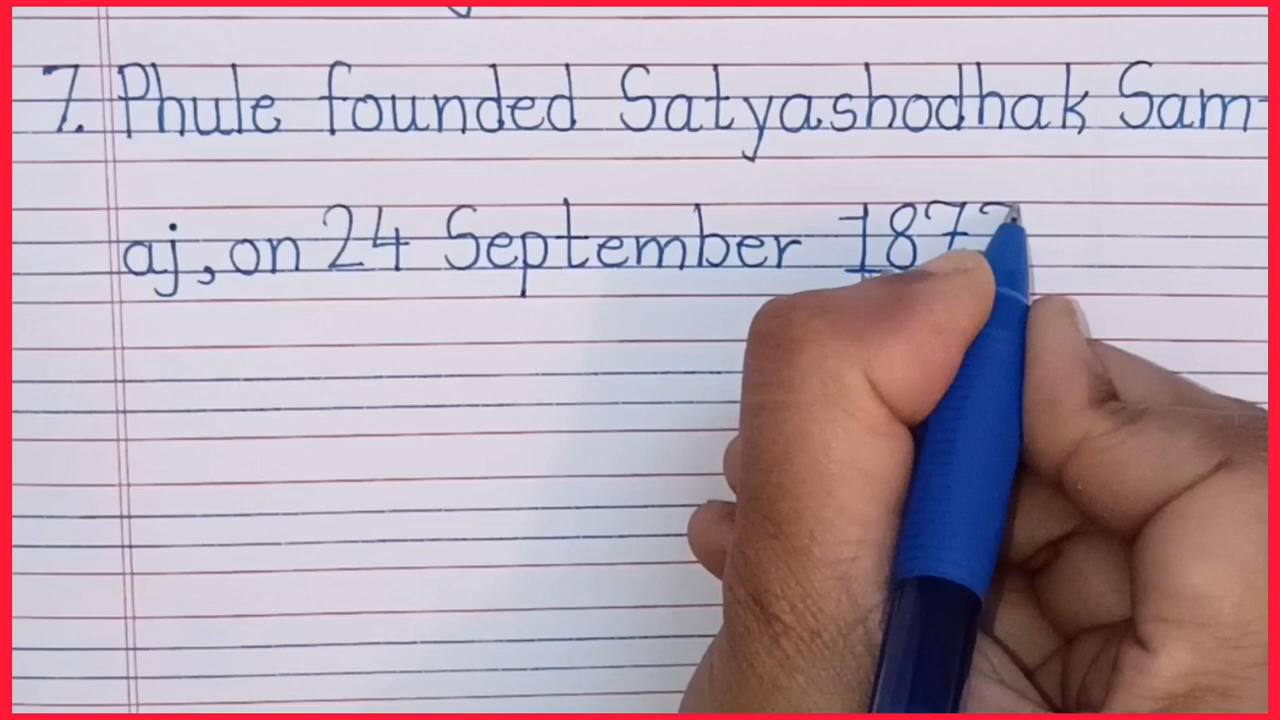 7. Phule founded Satyashodhak Sam-
aj, on 24 September 187